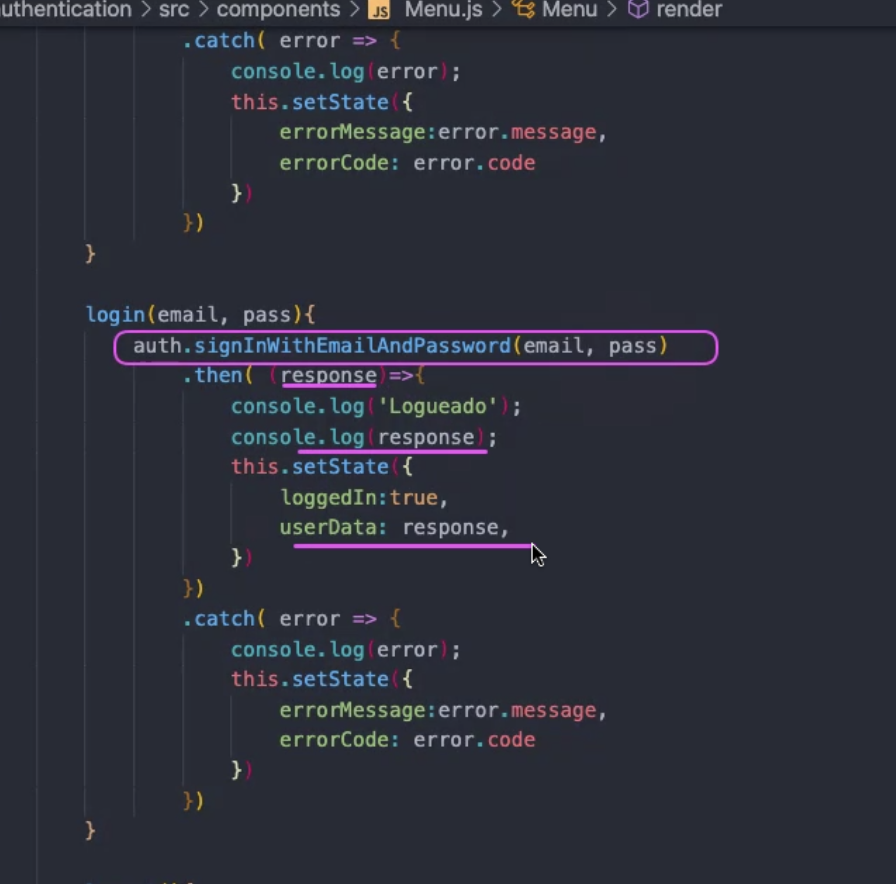 uthentication > src > components > JS Menu.js > Menu > render
.catch( error => {
console.log(error);
this.setState({
errorMessage:error.message,
errorCode: error.code
})
})
}
login(email, pass){
auth.signInWithEmailAndPassword(email, pass)
.then( (response)=>{
console.log('Logueado');
console.log(response);
this.setState({
loggedIn:true,
userData: response,
})
})
.catch( error => {
console.log(error);
this.setState({
errorMessage:error.message,
errorCode: error.code
})
})
}